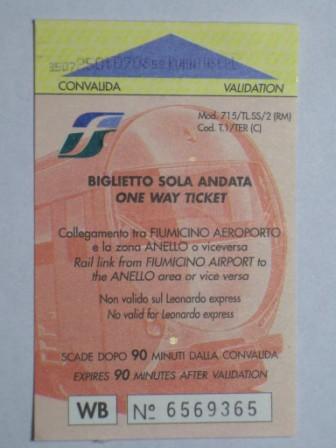 CONVALIDA VALIDATION
Mod. 715/TL.SS/2 (RM)
Cod. T.1/TER (C)
BIGLIETTO SOLA ANDATA
ONE WAY TICKET
Collegamento tra FIUMICINO AEROPORTO
e la zona ANELLO o viceversa
Rail link from FIUMICINO AIRPORT to
the ANELLO area or vice versa
Non valido sul Leonardo express
No valid for Leonardo express
SCADE DOPO 90 MINUTI DALLA CONVALIDA
EXPIRES 90 MINUTES AFTER VALIDATION
WB Nº 6569365